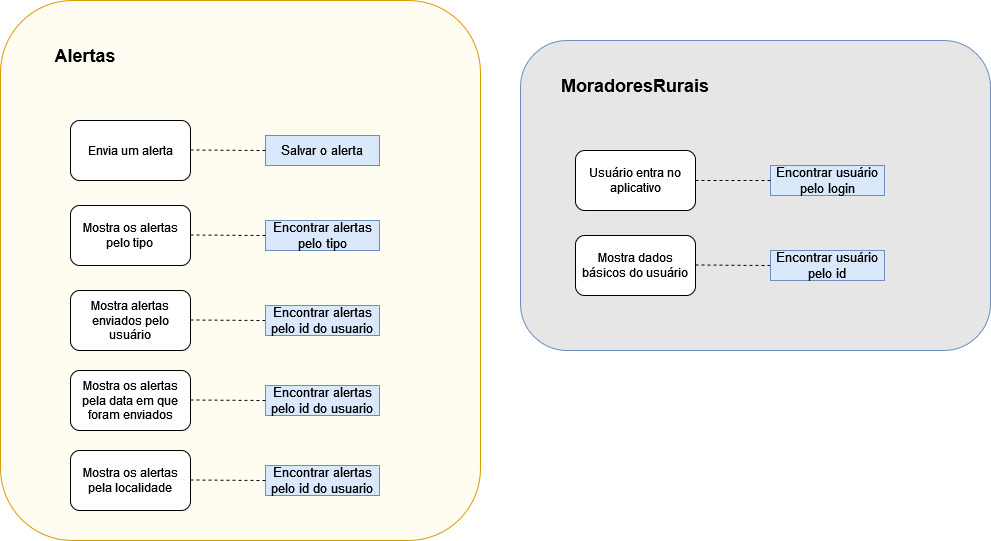 Alertas
Envia um alerta
Salvar o alerta
Mostra os alertas
pelo tipo
Encontrar alertas
pelo tipo
Mostra alertas
enviados pelo
usuário
Encontrar alertas
pelo id do usuario
Mostra os alertas
pela data em que
foram enviados
Encontrar alertas
pelo id do usuario
Mostra os alertas
pela localidade
Encontrar alertas
pelo id do usuario
MoradoresRurais
Usuário entra no
aplicativo
Encontrar usuário
pelo login
Mostra dados
básicos do usuário
Encontrar usuário
pelo id